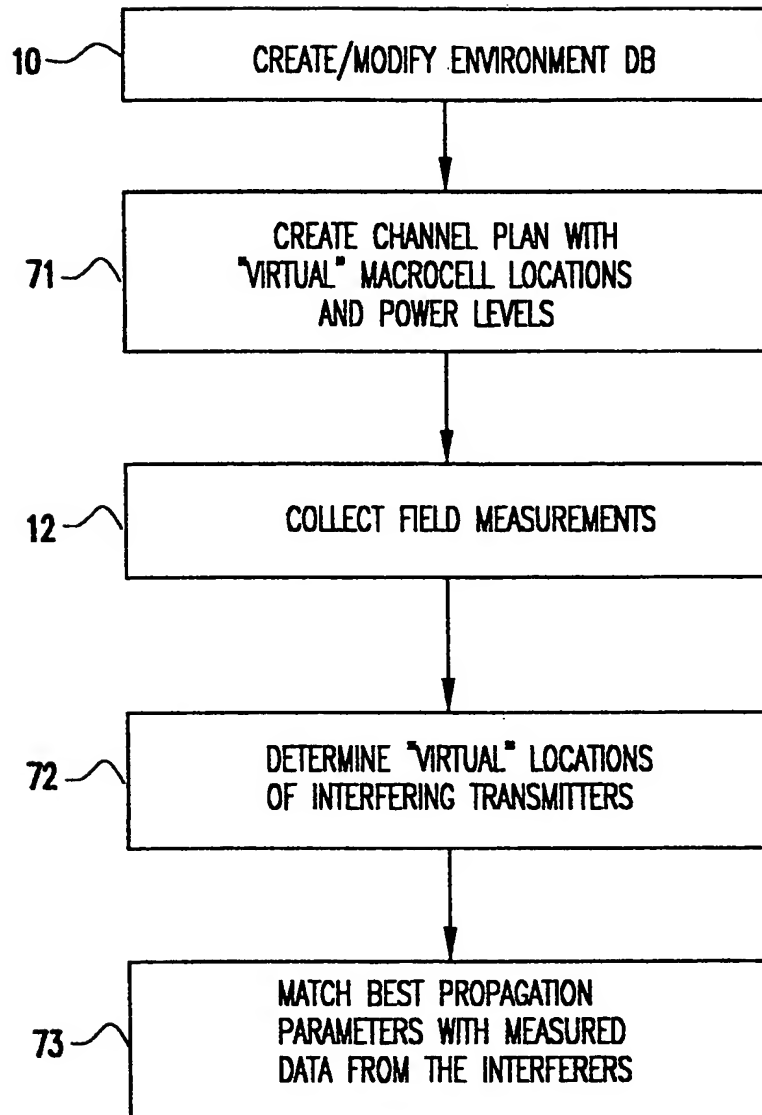 10
CREATE/MODIFY ENVIRONMENT DB
71
CREATE CHANNEL PLAN WITH
"VIRTUAL" MACROCELL LOCATIONS
AND POWER LEVELS
12
COLLECT FIELD MEASUREMENTS
72
DETERMINE "VIRTUAL" LOCATIONS
OF INTERFERING TRANSMITTERS
73
MATCH BEST PROPAGATION
PARAMETERS WITH MEASURED
DATA FROM THE INTERFERERS